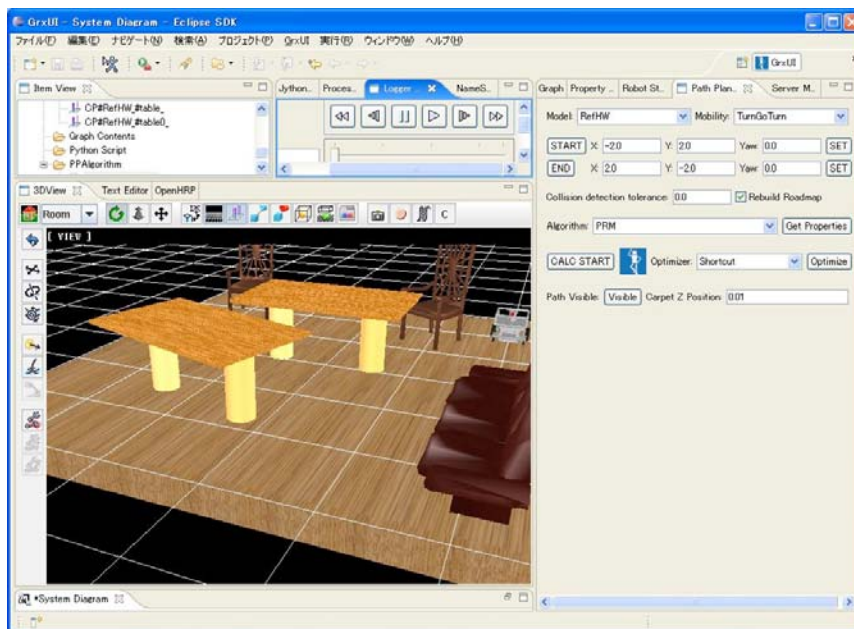 GrxUI - System Diagram - Eclipse SDK
ファイル(F) 編集(E) ナビゲート(N) 検索(A) プロジェクト(P) GrxUI 実行(R) ウィンドウ(W) ヘルプ(H)
GrxUI
Item View
CP#RefHW_#table_
CP#RefHW_#table0_
Graph Contents
Python Script
PPAlgorithm
Jython.. Proces.. Logger .. NameS..
Graph Property .. Robot St.. Path Plan.. Server M..
Model: RefHW Mobility: TurnGoTurn
START X: -2.0 Y: 2.0 Yaw: 0.0 SET
END X: 2.0 Y: -2.0 Yaw: 0.0 SET
Collision detection tolerance: 0.0 Rebuild Roadmap
Algorithm: PRM Get Properties
CALC START Optimizer: Shortcut Optimize
Path Visible: Visible Carpet Z Position: 0.01
3DView Text Editor OpenHRP
Room C
[ VIEW ]
*System Diagram